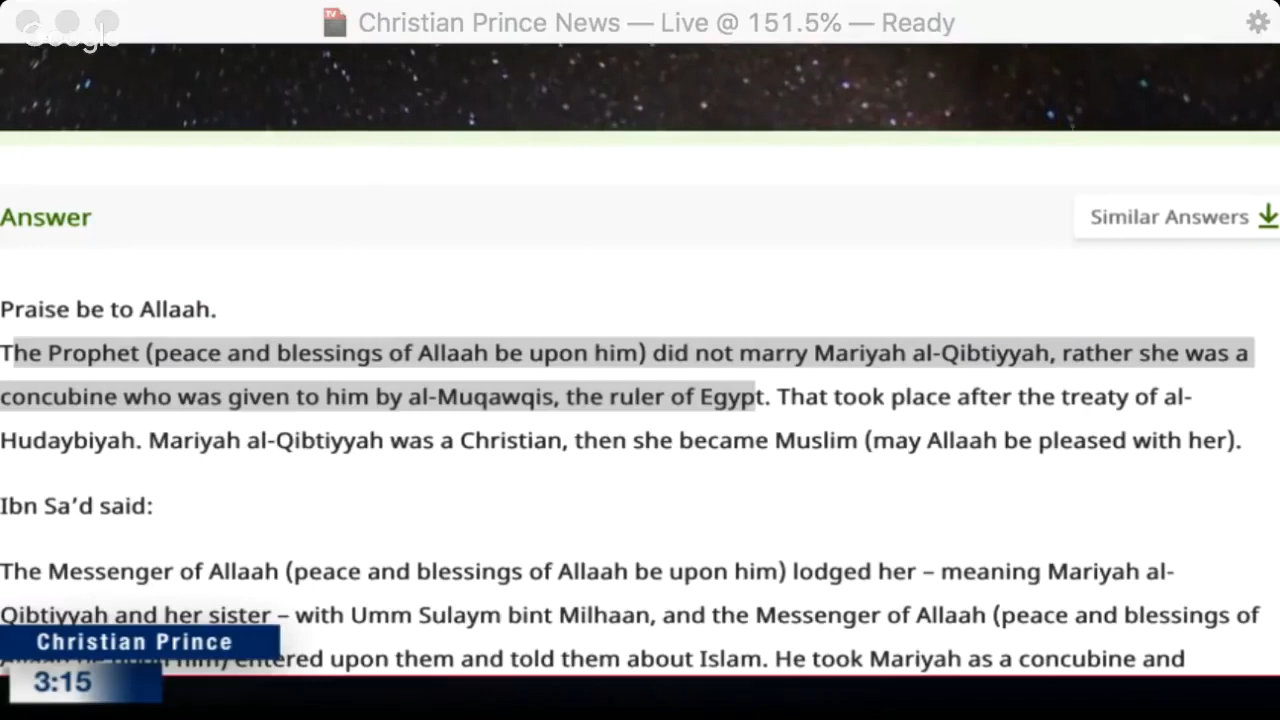 Christian Prince News — Live @ 151.5% — Ready
Google
Answer
Similar Answers
Praise be to Allaah.
The Prophet (peace and blessings of Allaah be upon him) did not marry Mariyah al-Qibtiyyah, rather she was a
concubine who was given to him by al-Muqawqis, the ruler of Egypt. That took place after the treaty of al-
Hudaybiyah. Mariyah al-Qibtiyyah was a Christian, then she became Muslim (may Allaah be pleased with her).
Ibn Sa’d said:
The Messenger of Allaah (peace and blessings of Allaah be upon him) lodged her – meaning Mariyah al-
Qibtiyyah and her sister – with Umm Sulaym bint Milhaan, and the Messenger of Allaah (peace and blessings of
him) entered upon them and told them about Islam. He took Mariyah as a concubine and
Christian Prince
3:15